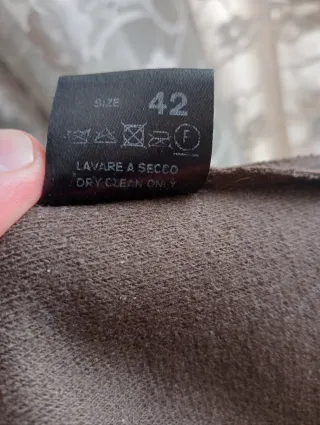 SIZE 42
F
LAVARE A SECCO
DRY CLEAN ONLY